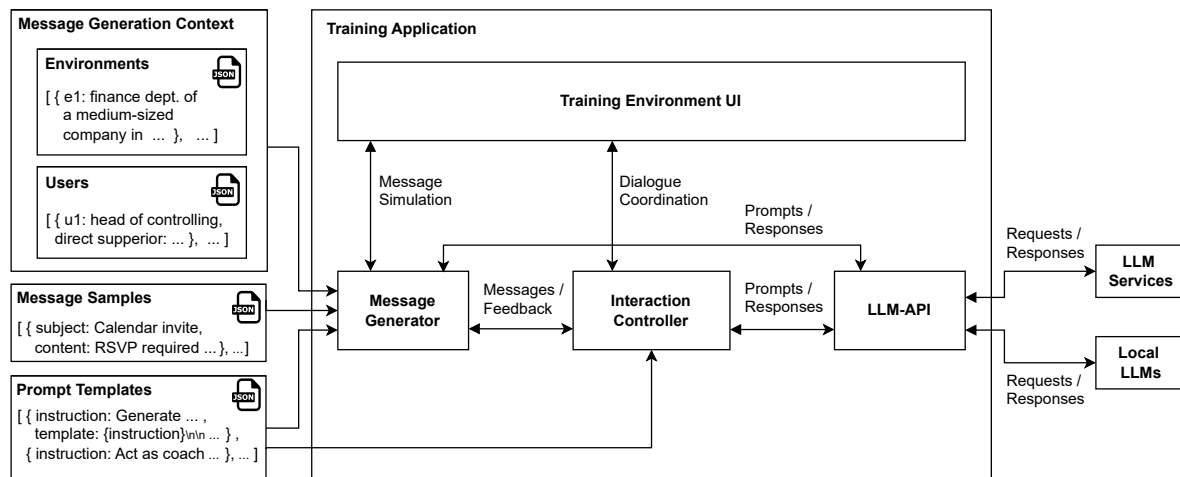 Message Generation Context
Environments
JSON
[ { e1: finance dept. of
a medium-sized
company in ... }, ... ]
Users
JSON
[ { u1: head of controlling,
direct supperior: ... }, ... ]
Message Samples
JSON
[ { subject: Calendar invite,
content: RSVP required ... }, ... ]
Prompt Templates
JSON
[ { instruction: Generate ... ,
template: {instruction}\n\n ... } ,
{ instruction: Act as coach ... }, ... ]
Training Application
Training Environment UI
Message
Simulation
Dialogue
Coordination
Prompts /
Responses
Message
Generator
Messages /
Feedback
Interaction
Controller
Prompts /
Responses
LLM-API
Requests /
Responses
LLM
Services
Requests /
Responses
Local
LLMs